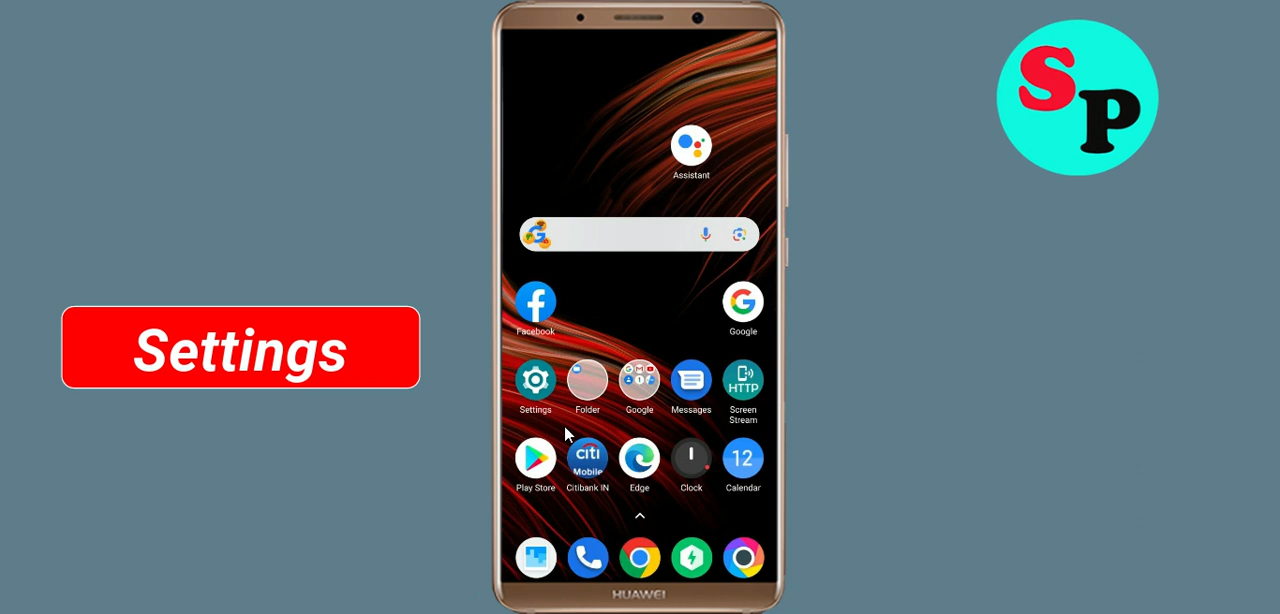 SP
Assistant
Facebook
Google
Settings
Settings
Folder
Google
Messages
HTTP
Screen
Stream
citi
Mobile
12
Play Store
Citibank IN
Edge
Clock
Calendar
HUAWEI